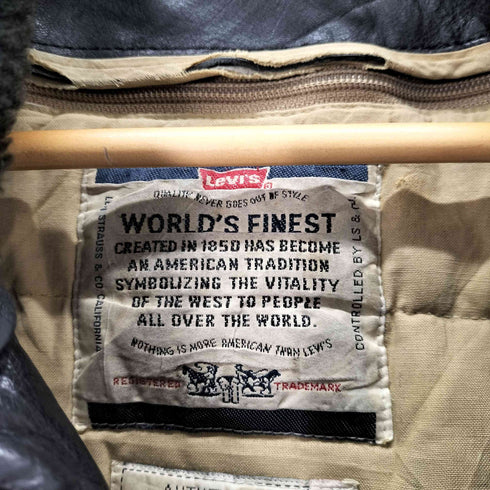 Levi's
QUALITY NEVER GOES OUT OF STYLE
WORLD'S FINEST
CREATED IN 1850 HAS BECOME
AN AMERICAN TRADITION
SYMBOLIZING THE VITALITY
OF THE WEST TO PEOPLE
ALL OVER THE WORLD.
NOTHING IS MORE AMERICAN THAN LEVI'S
REGISTERED TRADEMARK
STRAUSS & CO CALIFORNIA
CONTROLLED BY LS &